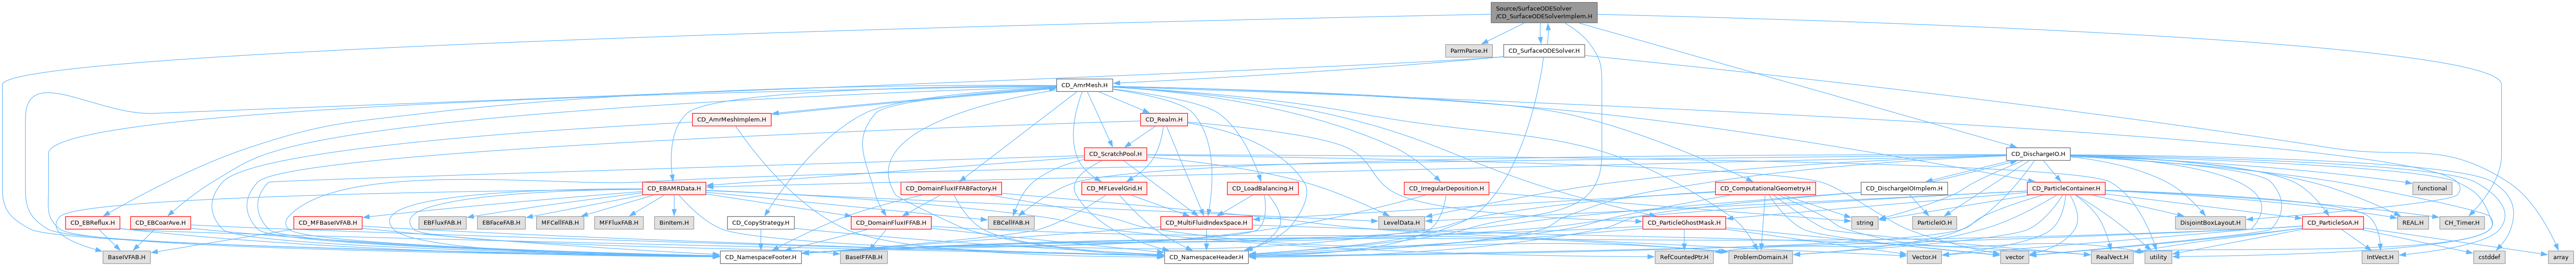 Source/SurfaceODESolver
/CD_SurfaceODESolverImplem.H
ParmParse.H
CD_SurfaceODESolver.H
CD_AmrMesh.H
CD_AmrMeshImplem.H
CD_Realm.H
CD_ScratchPool.H
CD_DischargeIO.H
CD_EBAMRData.H
CD_DomainFluxIFFABFactory.H
CD_MFLevelGrid.H
CD_LoadBalancing.H
CD_IrregularDeposition.H
CD_ComputationalGeometry.H
CD_DischargeIOImplem.H
CD_ParticleContainer.H
functional
CD_EBReflux.H
CD_EBCoarAve.H
CD_MFBaseIVFAB.H
EBFluxFAB.H
EBFaceFAB.H
MFCellFAB.H
MFFluxFAB.H
BinItem.H
CD_CopyStrategy.H
CD_DomainFluxIFFAB.H
EBCellFAB.H
CD_MultiFluidIndexSpace.H
LevelData.H
CD_ParticleGhostMask.H
string
ParticleIO.H
DisjointBoxLayout.H
CD_ParticleSoA.H
REAL.H
CH_Timer.H
BaseIVFAB.H
CD_NamespaceFooter.H
BaseIFFAB.H
CD_NamespaceHeader.H
RefCountedPtr.H
ProblemDomain.H
Vector.H
vector
RealVect.H
utility
IntVect.H
cstddef
array